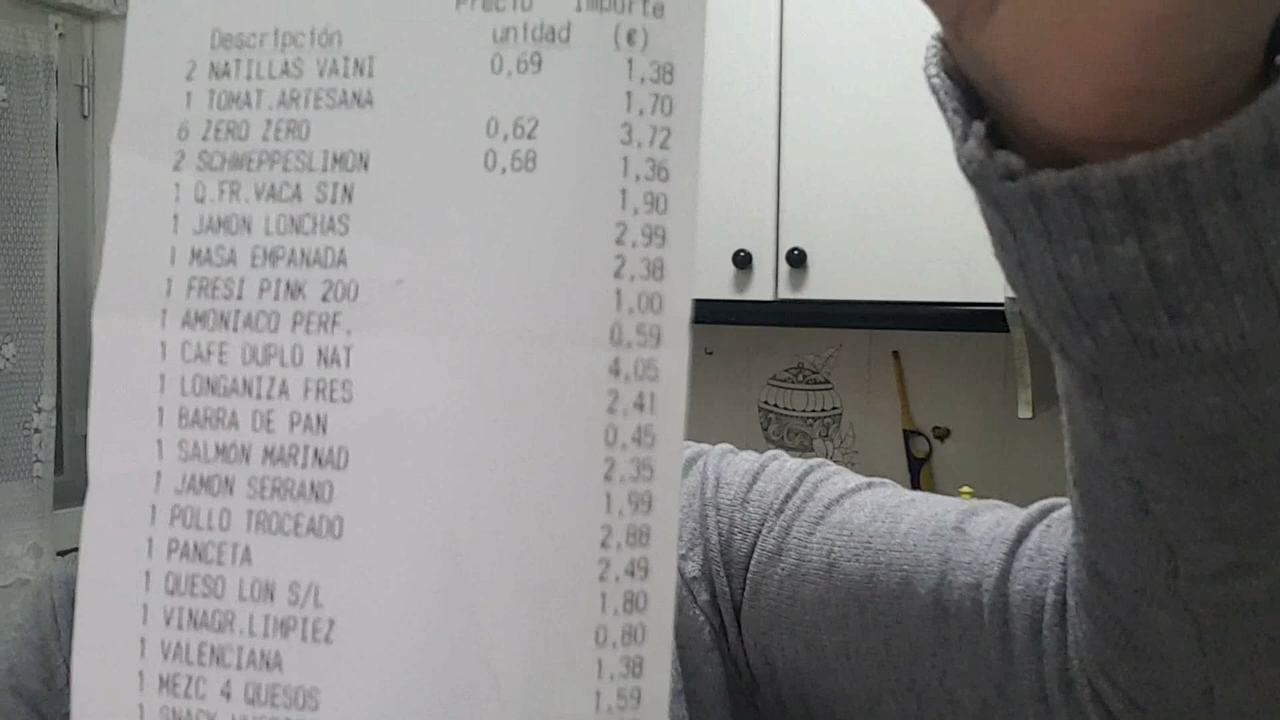 Precio Importe
Descripción unidad (€)
2 NATILLAS VAINI 0,69 1,38
1 TOMAT.ARTESANA 1,70
6 ZERO ZERO 0,62 3,72
2 SCHWEPPESLIMON 0,68 1,36
1 Q.FR.VACA SIN 1,90
1 JAMON LONCHAS 2,99
1 MASA EMPANADA 2,38
1 FRESI PINK 200 1,00
1 AMONIACO PERF. 0,59
1 CAFE DUPLO NAT 4,05
1 LONGANIZA FRES 2,41
1 BARRA DE PAN 0,45
1 SALMON MARINAD 2,35
1 JAMON SERRANO 1,99
1 POLLO TROCEADO 2,88
1 PANCETA 2,49
1 QUESO LON S/L 1,80
1 VINAGR.LIMPIEZ 0,80
1 VALENCIANA 1,38
1 MEZC 4 QUESOS 1,59
1 SNACK